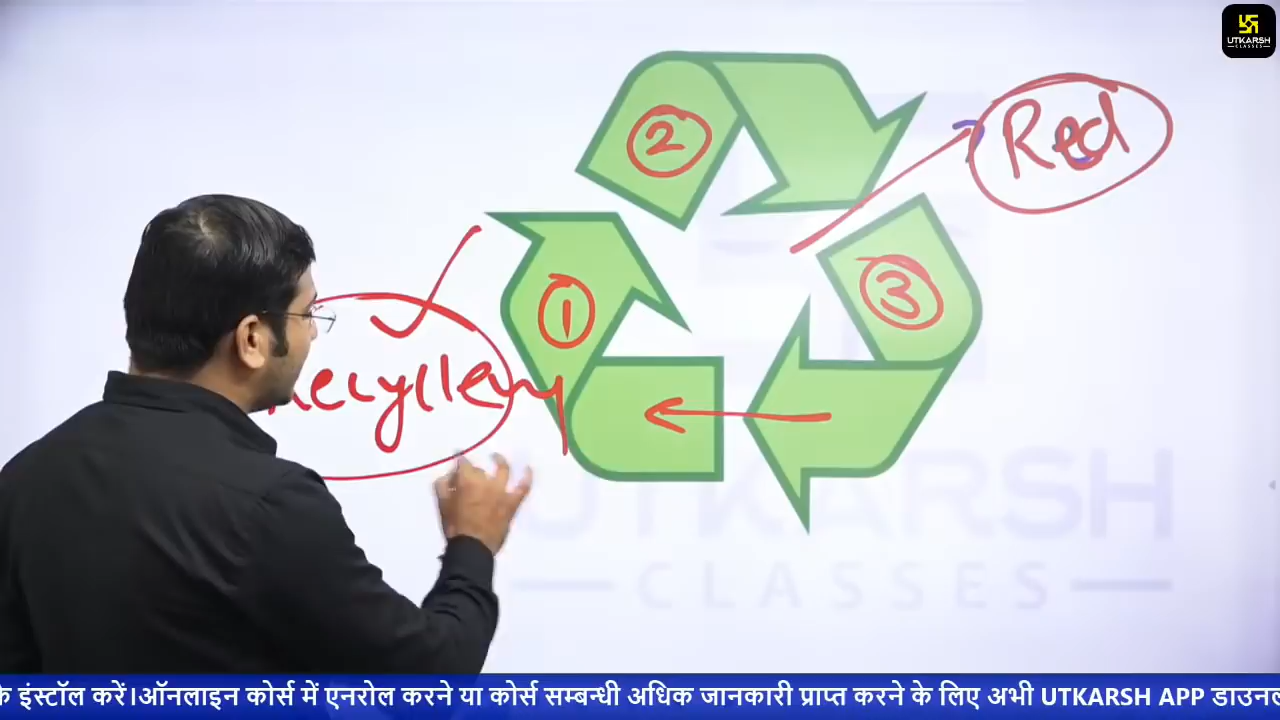 UTKARSH
CLASSES
2
Red
1
3
UTKARSH
CLASSES
के इंस्टॉल करें।ऑनलाइन कोर्स में एनरोल करने या कोर्स सम्बन्धी अधिक जानकारी प्राप्त करने के लिए अभी UTKARSH APP डाउनल